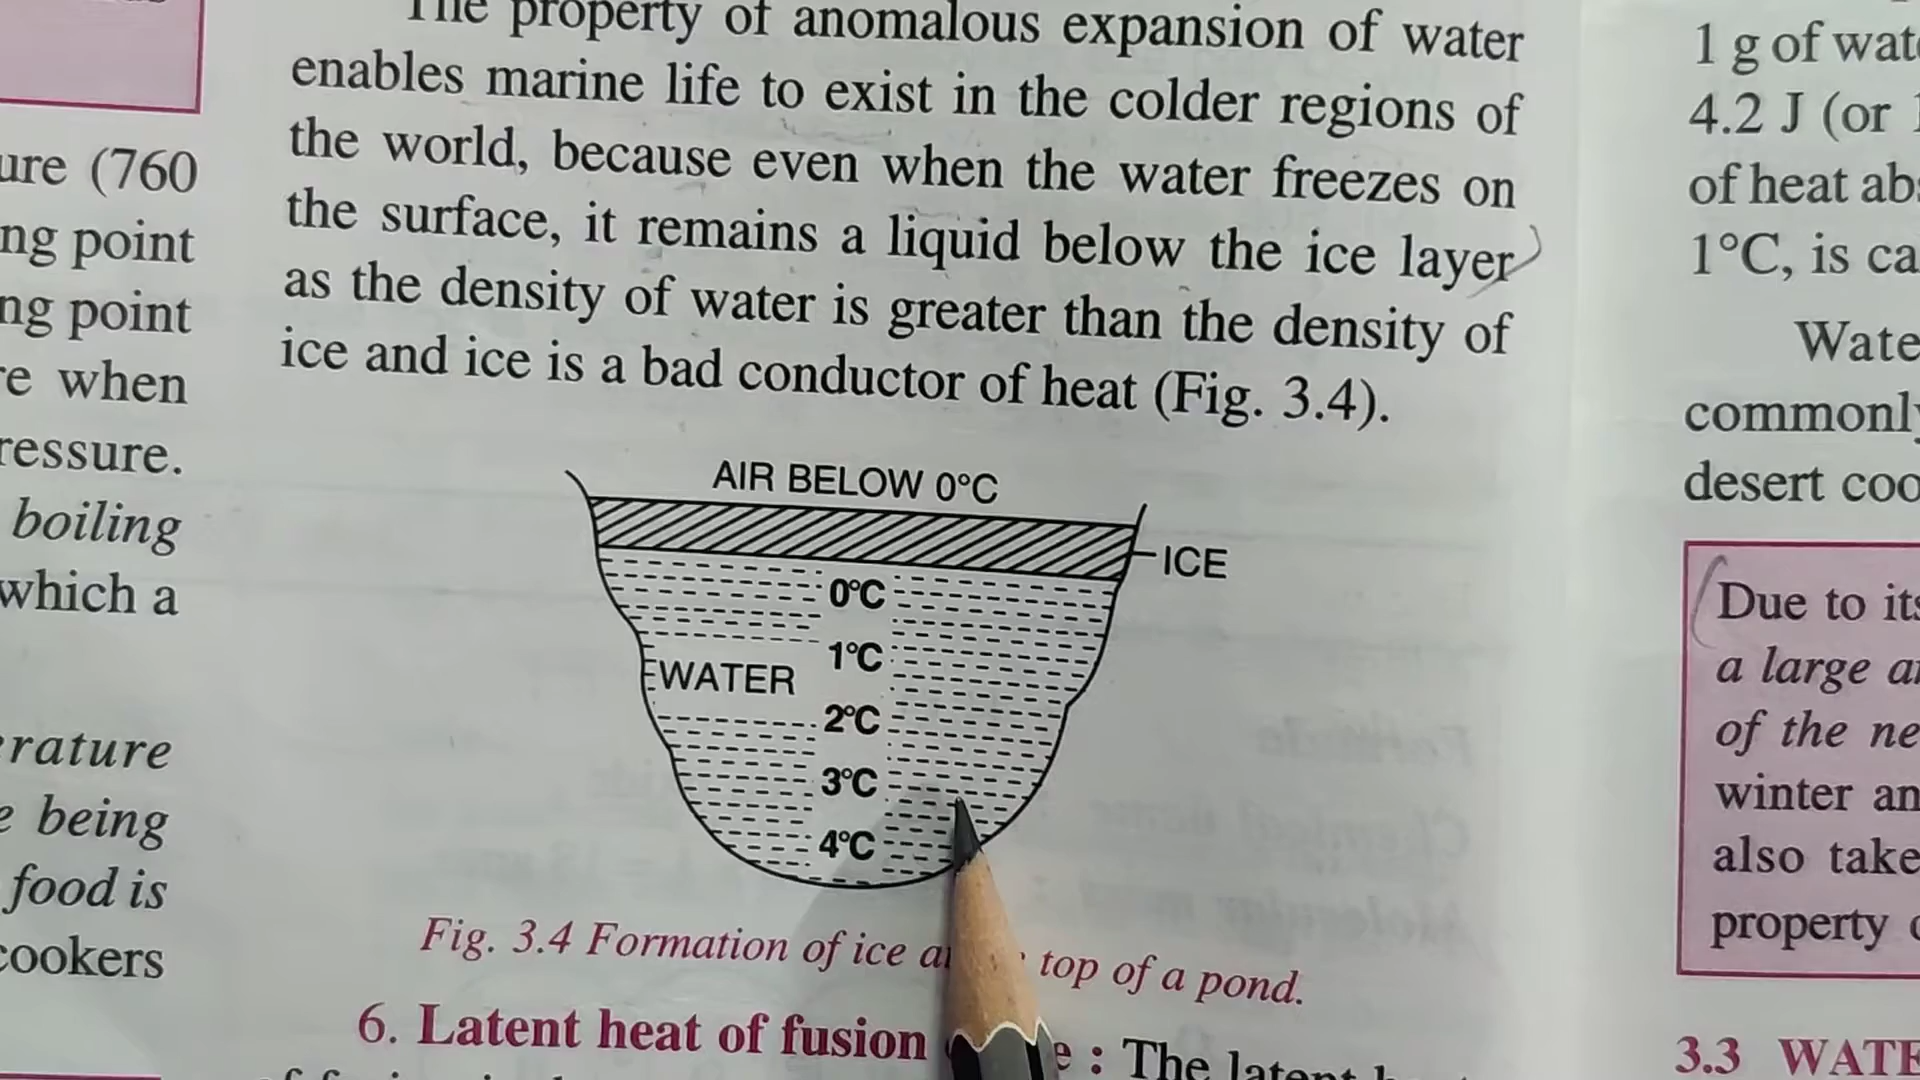 ure (760
ng point
ng point
re when
ressure.
boiling
which a
rature
e being
food is
cookers
The property of anomalous expansion of water
enables marine life to exist in the colder regions of
the world, because even when the water freezes on
the surface, it remains a liquid below the ice layer
as the density of water is greater than the density of
ice and ice is a bad conductor of heat (Fig. 3.4).
AIR BELOW 0°C
ICE
0°C
1°C
WATER
2°C
3°C
4°C
Fig. 3.4 Formation of ice top of a pond.
6. Latent heat of fusion : The latent
1 g of wat
4.2 J (or
of heat ab
1°C, is ca
Wate
commonly
desert coo
Due to its
a large a
of the ne
winter an
also take
property
3.3 WATE